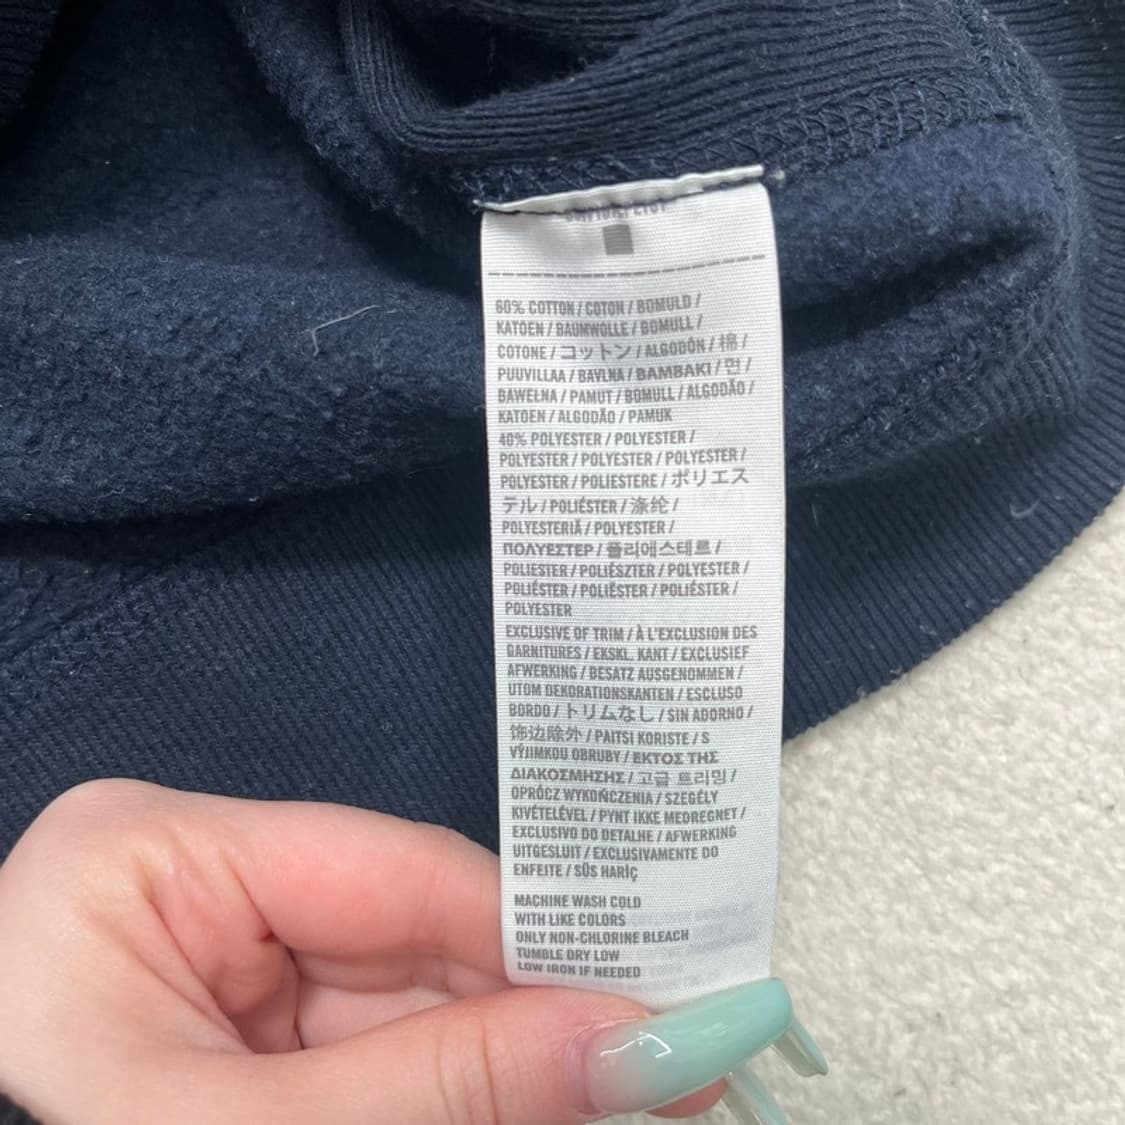 60% COTTON / COTON / BOMULD /
KATOEN / BAUMWOLLE / BOMULL /
COTONE / コットン / ALGODÓN / 棉 /
PUUVILLAA / BAVLNA / BAMBAKI / 면 /
BAWEŁNA / PAMUT / BOMULL / ALGODÃO /
KATOEN / ALGODÃO / PAMUK
40% POLYESTER / POLYESTER /
POLYESTER / POLYESTER / POLYESTER /
POLYESTER / POLIESTERE / ポリエス
テル / POLIÉSTER / 涤纶 /
POLYESTERIÄ / POLYESTER /
ΠΟΛΥΕΣΤΕΡ / 폴리에스테르 /
POLIESTER / POLIÉSZTER / POLYESTER /
POLIÉSTER / POLIËSTER / POLIÉSTER /
POLYESTER
EXCLUSIVE OF TRIM / À L'EXCLUSION DES
GARNITURES / EKSKL. KANT / EXCLUSIEF
AFWERKING / BESATZ AUSGENOMMEN /
UTOM DEKORATIONSKANTEN / ESCLUSO
BORDO / トリムなし / SIN ADORNO /
饰边除外 / PAITSI KORISTE / S
VÝJIMKOU OBRUBY / ΕΚΤΟΣ ΤΗΣ
ΔΙΑΚΟΣΜΗΣΗΣ / 고급 트리밍 /
OPRÓCZ WYKOŃCZENIA / SZEGÉLY
KIVÉTELÉVEL / PYNT IKKE MEDREGNET /
EXCLUSIVO DO DETALHE / AFWERKING
UITGESLUIT / EXCLUSIVAMENTE DO
ENFEITE / SÜS HARİÇ
MACHINE WASH COLD
WITH LIKE COLORS
ONLY NON-CHLORINE BLEACH
TUMBLE DRY LOW
LOW IRON IF NEEDED